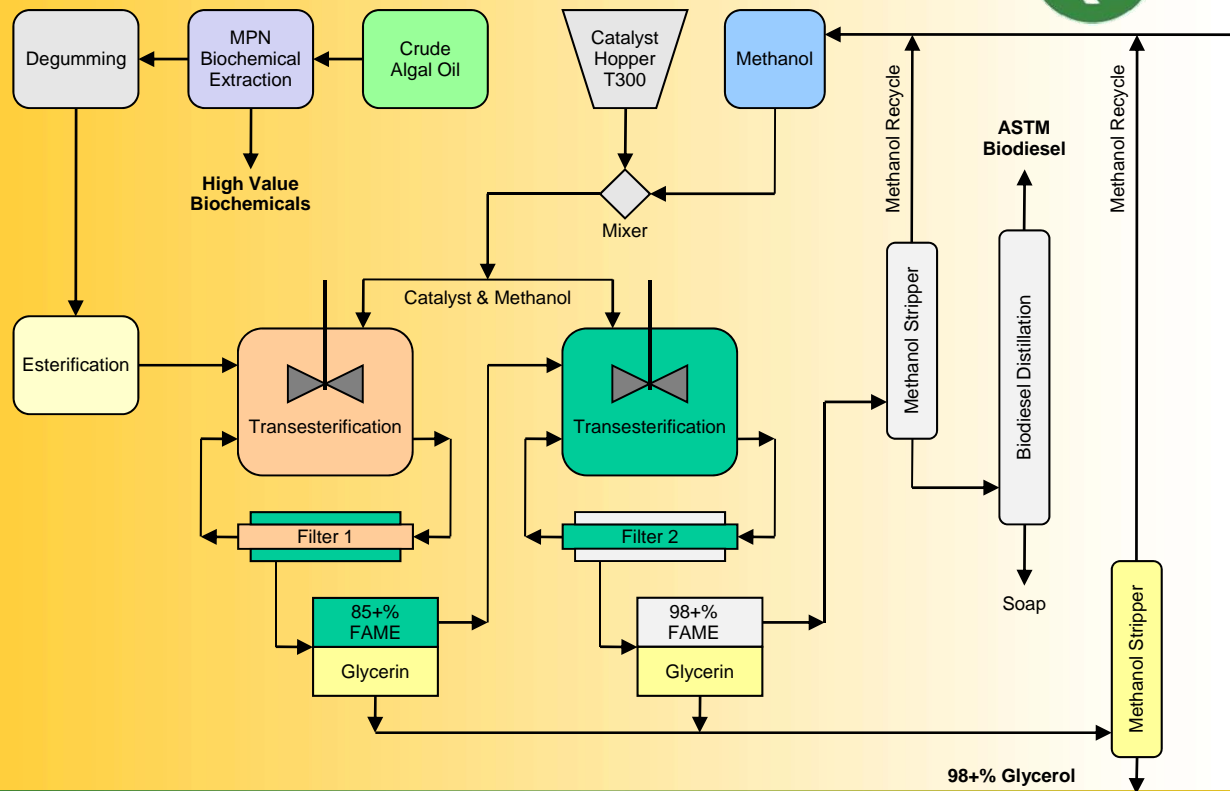 Degumming
MPN
Biochemical
Extraction
Crude
Algal Oil
Catalyst
Hopper
T300
Methanol
Methanol Recycle
ASTM
Biodiesel
Methanol Recycle
High Value
Biochemicals
Mixer
Catalyst & Methanol
Esterification
Transesterification
Transesterification
Methanol Stripper
Biodiesel Distillation
Filter 1
Filter 2
85+%
FAME
Glycerin
98+%
FAME
Glycerin
Soap
Methanol Stripper
98+% Glycerol